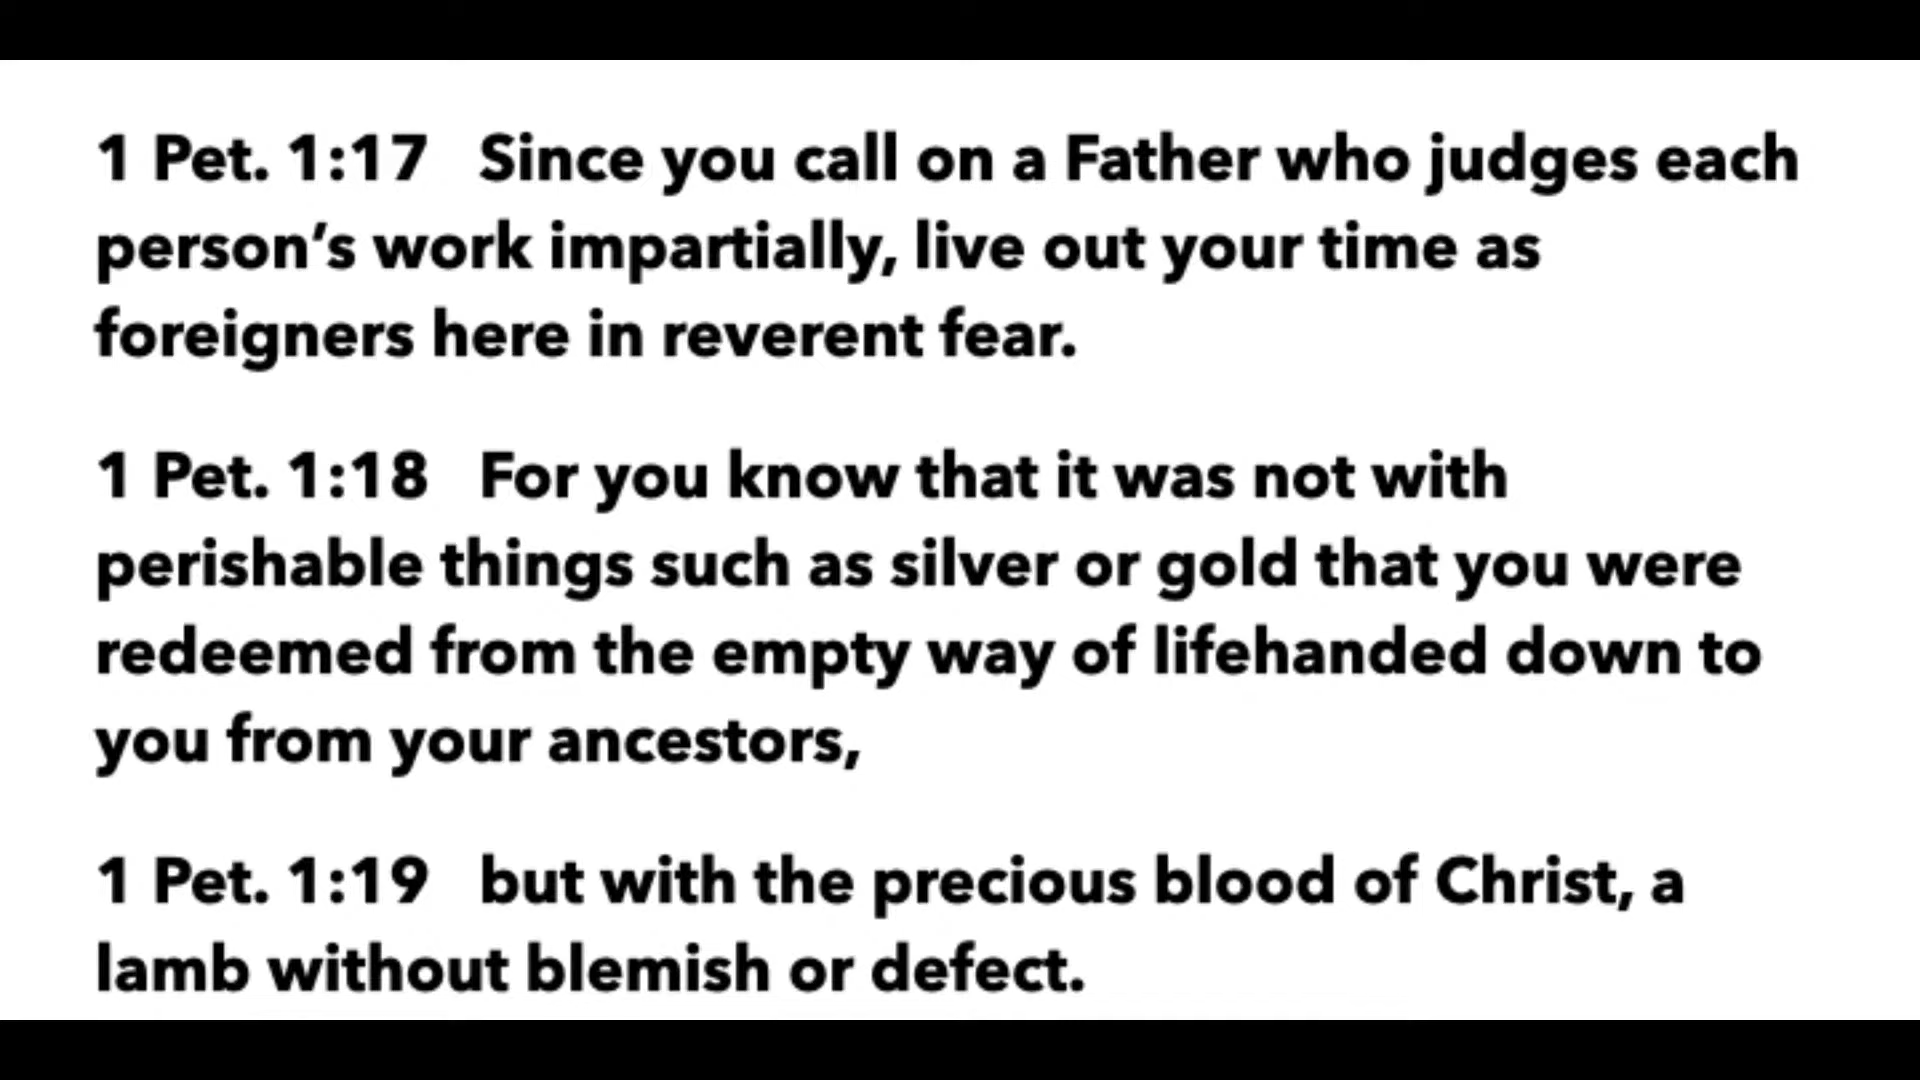 1 Pet. 1:17 Since you call on a Father who judges each
person’s work impartially, live out your time as
foreigners here in reverent fear.
1 Pet. 1:18 For you know that it was not with
perishable things such as silver or gold that you were
redeemed from the empty way of lifehanded down to
you from your ancestors,
1 Pet. 1:19 but with the precious blood of Christ, a
lamb without blemish or defect.